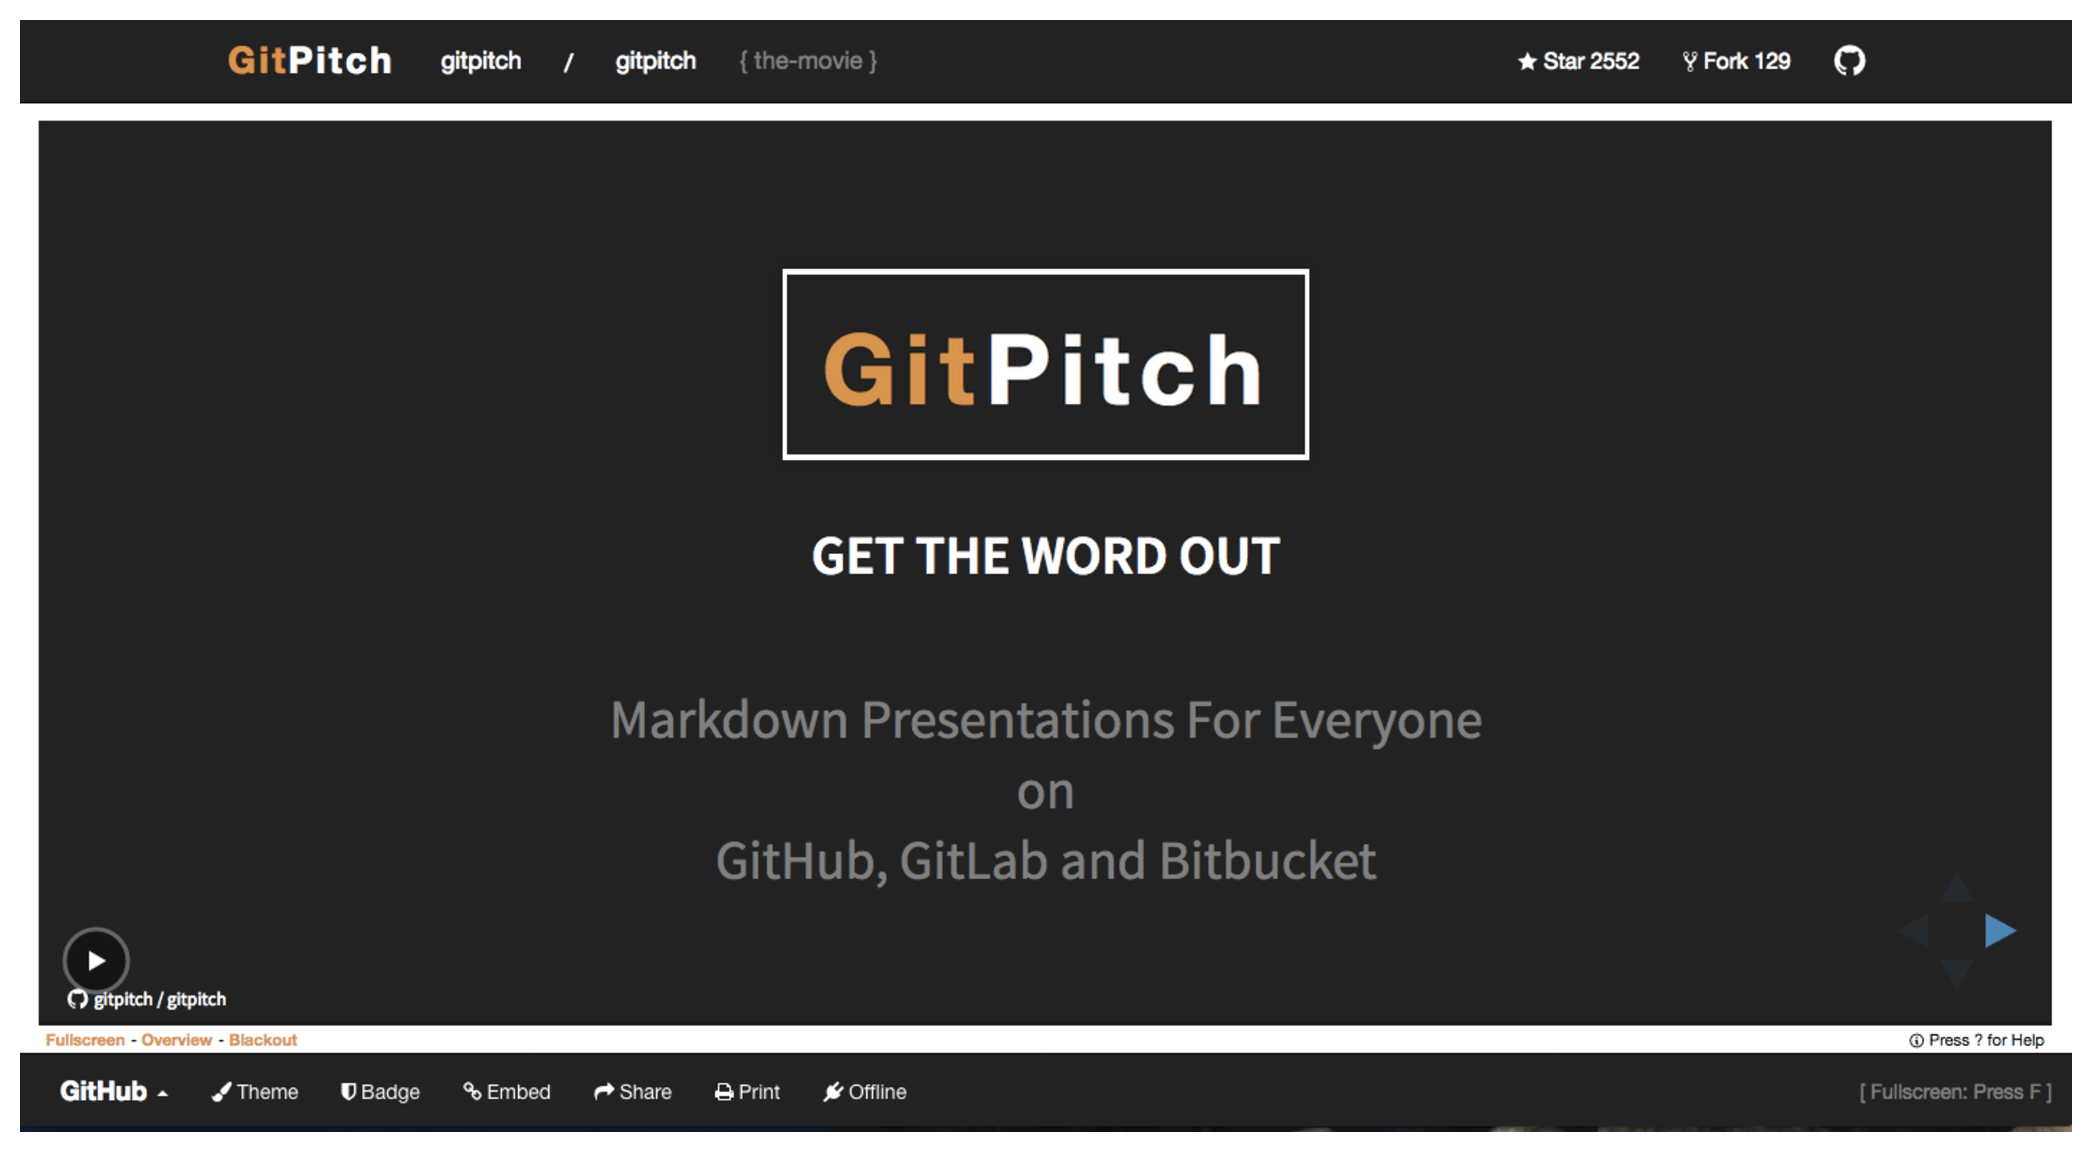 GitPitch gitpitch / gitpitch { the-movie } Star 2552 Fork 129
GitPitch
GET THE WORD OUT
Markdown Presentations For Everyone
on
GitHub, GitLab and Bitbucket
gitpitch / gitpitch
Fullscreen - Overview - Blackout Press ? for Help
GitHub Theme Badge Embed Share Print Offline [ Fullscreen: Press F ]